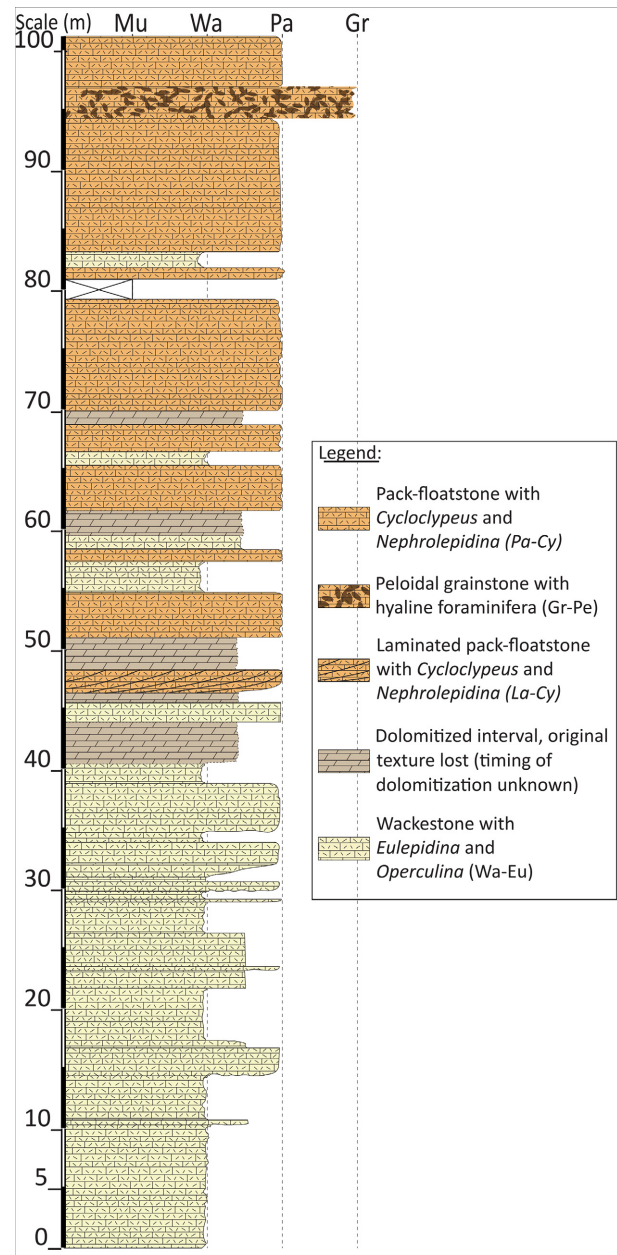 Scale (m) Mu Wa Pa Gr
100
90
80
70
60
50
40
30
20
10
5
0
Legend:
Pack-floatstone with
Cycloclypeus and
Nephrolepidina (Pa-Cy)
Peloidal grainstone with
hyaline foraminifera (Gr-Pe)
Laminated pack-floatstone
with Cycloclypeus and
Nephrolepidina (La-Cy)
Dolomitized interval, original
texture lost (timing of
dolomitization unknown)
Wackestone with
Eulepidina and
Operculina (Wa-Eu)